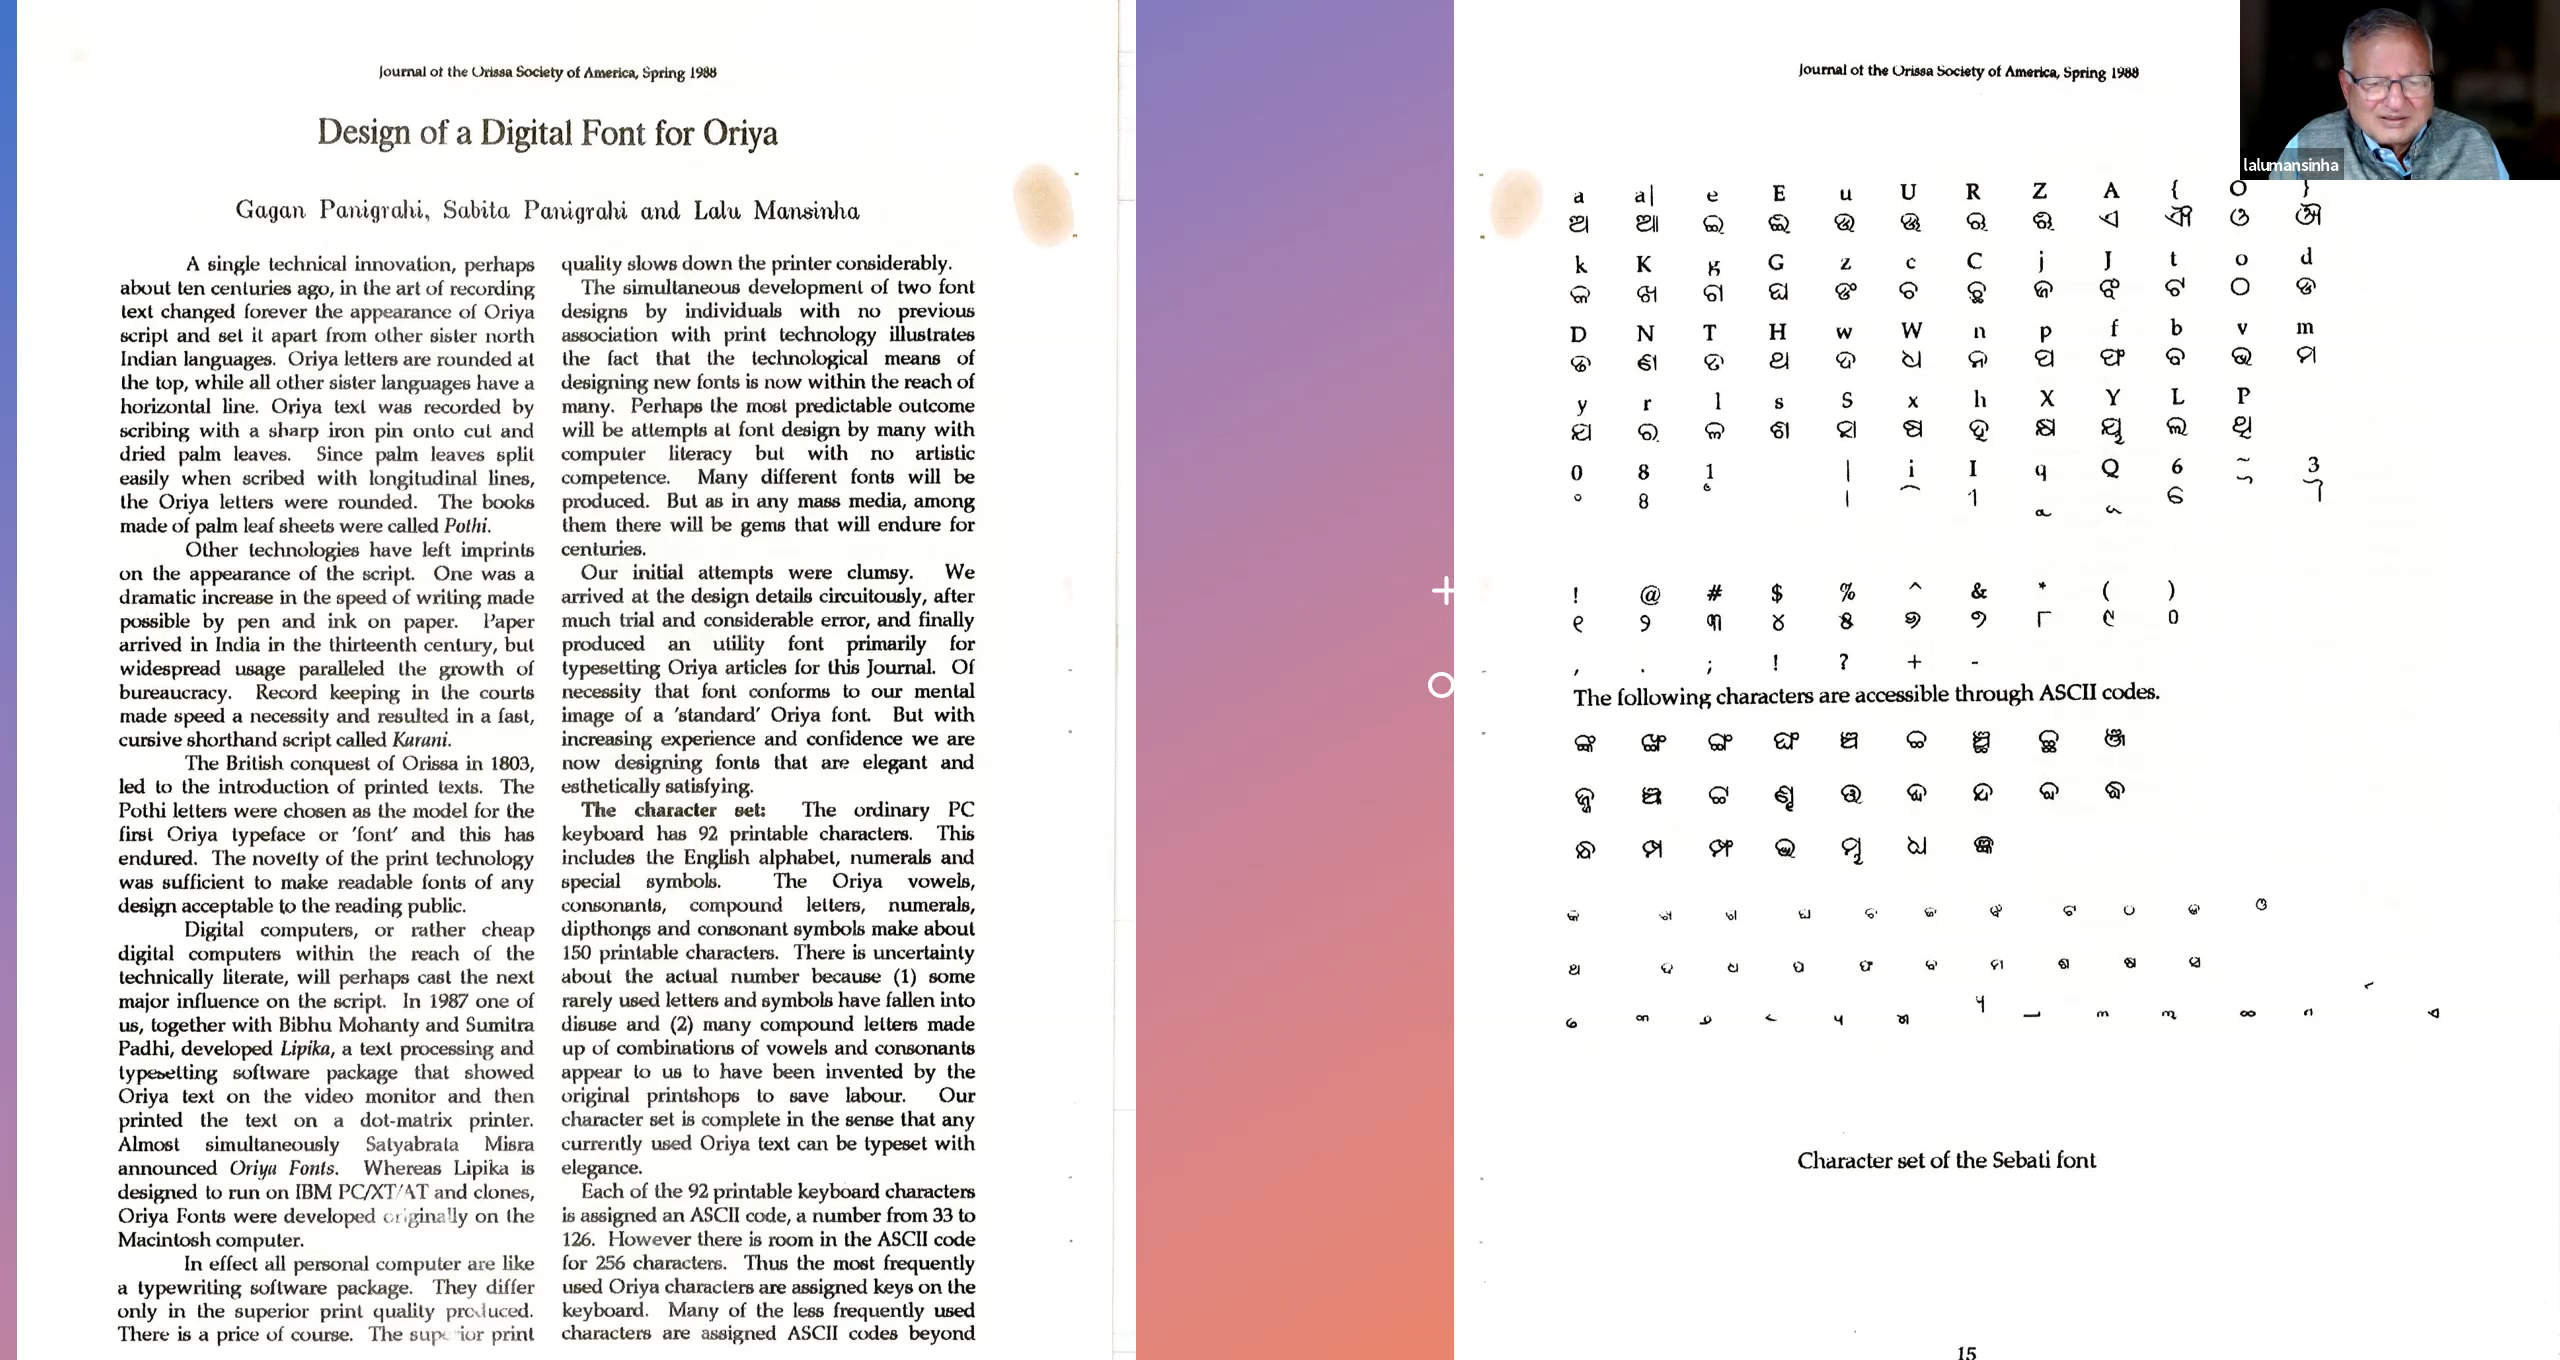 Journal of the Orissa Society of America, Spring 1988
Design of a Digital Font for Oriya
Gagan Panigrahi, Sabita Panigrahi and Lalu Mansinha
A single technical innovation, perhaps
about ten centuries ago, in the art of recording
text changed forever the appearance of Oriya
script and set it apart from other sister north
Indian languages. Oriya letters are rounded at
the top, while all other sister languages have a
horizontal line. Oriya text was recorded by
scribing with a sharp iron pin onto cut and
dried palm leaves. Since palm leaves split
easily when scribed with longitudinal lines,
the Oriya letters were rounded. The books
made of palm leaf sheets were called Pothi.
Other technologies have left imprints
on the appearance of the script. One was a
dramatic increase in the speed of writing made
possible by pen and ink on paper. Paper
arrived in India in the thirteenth century, but
widespread usage paralleled the growth of
bureaucracy. Record keeping in the courts
made speed a necessity and resulted in a fast,
cursive shorthand script called Karani.
The British conquest of Orissa in 1803,
led to the introduction of printed texts. The
Pothi letters were chosen as the model for the
first Oriya typeface or 'font' and this has
endured. The novelty of the print technology
was sufficient to make readable fonts of any
design acceptable to the reading public.
Digital computers, or rather cheap
digital computers within the reach of the
technically literate, will perhaps cast the next
major influence on the script. In 1987 one of
us, together with Bibhu Mohanty and Sumitra
Padhi, developed Lipika, a text processing and
typesetting software package that showed
Oriya text on the video monitor and then
printed the text on a dot-matrix printer.
Almost simultaneously Satyabrata Misra
announced Oriya Fonts. Whereas Lipika is
designed to run on IBM PC/XT/AT and clones,
Oriya Fonts were developed originally on the
Macintosh computer.
In effect all personal computer are like
a typewriting software package. They differ
only in the superior print quality produced.
There is a price of course. The superior print
quality slows down the printer considerably.
The simultaneous development of two font
designs by individuals with no previous
association with print technology illustrates
the fact that the technological means of
designing new fonts is now within the reach of
many. Perhaps the most predictable outcome
will be attempts at font design by many with
computer literacy but with no artistic
competence. Many different fonts will be
produced. But as in any mass media, among
them there will be gems that will endure for
centuries.
Our initial attempts were clumsy. We
arrived at the design details circuitously, after
much trial and considerable error, and finally
produced an utility font primarily for
typesetting Oriya articles for this Journal. Of
necessity that font conforms to our mental
image of a 'standard' Oriya font. But with
increasing experience and confidence we are
now designing fonts that are elegant and
esthetically satisfying.
The character set: The ordinary PC
keyboard has 92 printable characters. This
includes the English alphabet, numerals and
special symbols. The Oriya vowels,
consonants, compound letters, numerals,
dipthongs and consonant symbols make about
150 printable characters. There is uncertainty
about the actual number because (1) some
rarely used letters and symbols have fallen into
disuse and (2) many compound letters made
up of combinations of vowels and consonants
appear to us to have been invented by the
original printshops to save labour. Our
character set is complete in the sense that any
currently used Oriya text can be typeset with
elegance.
Each of the 92 printable keyboard characters
is assigned an ASCII code, a number from 33 to
126. However there is room in the ASCII code
for 256 characters. Thus the most frequently
used Oriya characters are assigned keys on the
keyboard. Many of the less frequently used
characters are assigned ASCII codes beyond
Journal of the Orissa Society of America, Spring 1988
lalumansinha
a a| e E u U R Z A { O }
ଅ ଆ ଇ ଈ ଉ ଊ ଋ ୠ ଏ ଐ ଓ ଔ
k K g G z c C j J t o d
କ ଖ ଗ ଘ ଙ ଚ ଛ ଜ ଝ ଟ ଠ ଡ
D N T H w W n p f b v m
ଢ ଣ ତ ଥ ଦ ଧ ନ ପ ଫ ବ ଭ ମ
y r l s S x h X Y L P
ଯ ର ଳ ଶ ସ ଷ ହ କ୍ଷ
0 8 1 | i I q Q 6 ~ 3
! @ # $ % ^ & * ( )
୧ ୨ ୩ ୪ ୫ ୬ ୭ ୮ ୯ ୦
, . ; ! ? + -
The following characters are accessible through ASCII codes.
Character set of the Sebati font
15